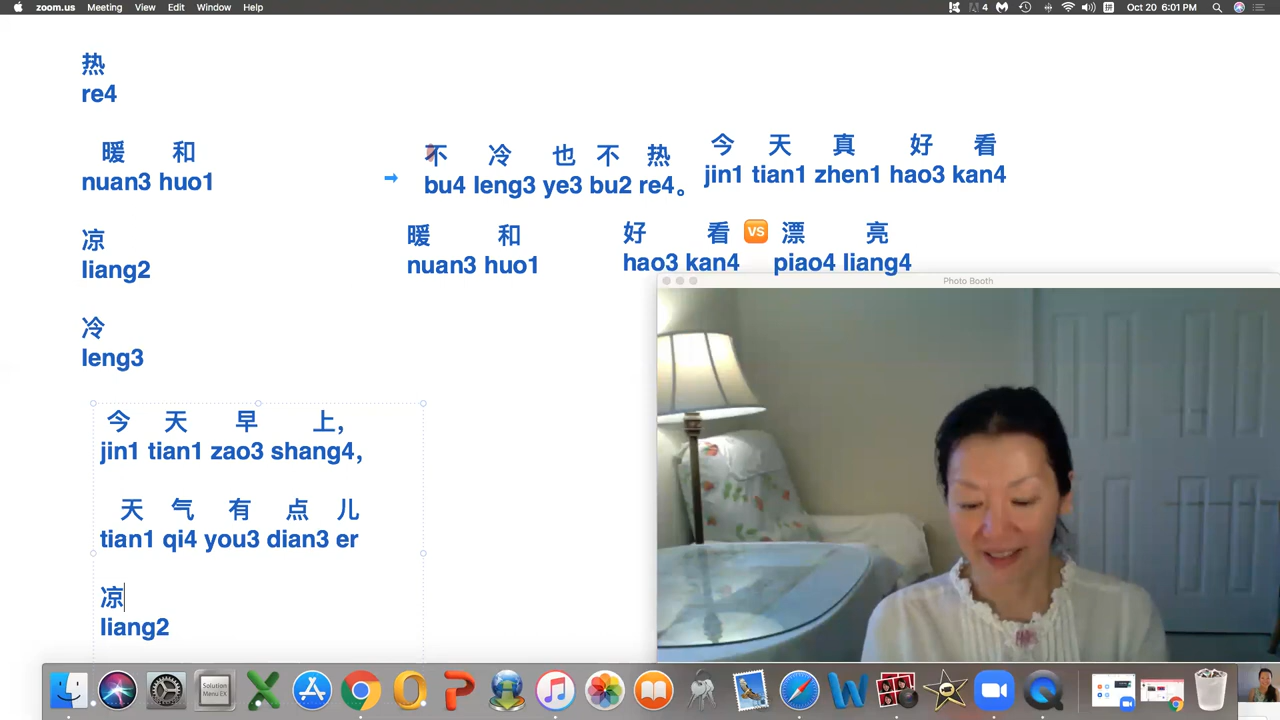 zoom.us Meeting View Edit Window Help
4
Oct 20 6:01 PM
热
re4
暖 和
nuan3 huo1
凉
liang2
冷
leng3
不 冷 也 不 热
bu4 leng3 ye3 bu2 re4。
今 天 真 好 看
jin1 tian1 zhen1 hao3 kan4
暖 和
nuan3 huo1
好 看 VS 漂 亮
hao3 kan4 piao4 liang4
Photo Booth
今 天 早 上，
jin1 tian1 zao3 shang4,
天 气 有 点 儿
tian1 qi4 you3 dian3 er
凉
liang2
Solution
Menu EX